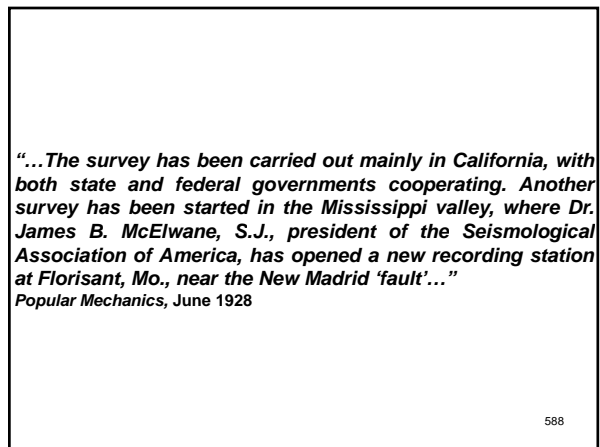 “…The survey has been carried out mainly in California, with
both state and federal governments cooperating. Another
survey has been started in the Mississippi valley, where Dr.
James B. McElwane, S.J., president of the Seismological
Association of America, has opened a new recording station
at Florisant, Mo., near the New Madrid ‘fault’…”
Popular Mechanics, June 1928
588